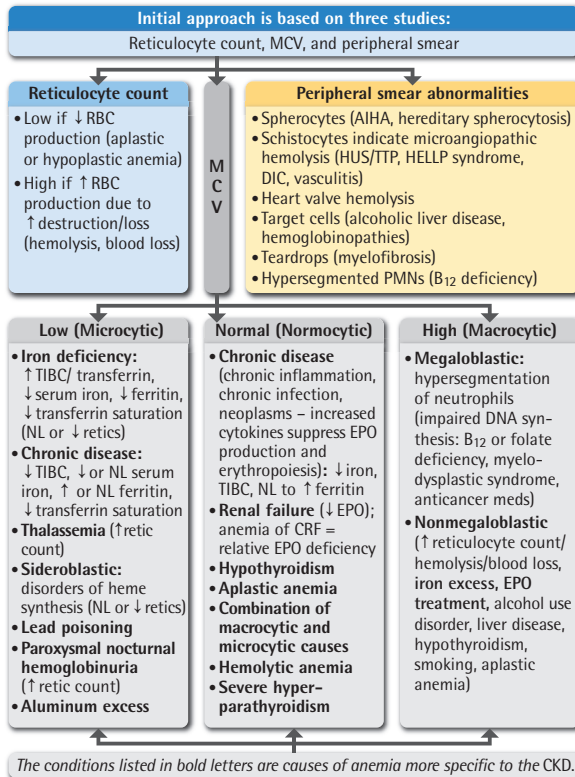 Initial approach is based on three studies:
Reticulocyte count, MCV, and peripheral smear
Reticulocyte count
• Low if ↓ RBC
production (aplastic
or hypoplastic anemia)
• High if ↑ RBC
production due to
↑ destruction/loss
(hemolysis, blood loss)
M
C
V
Peripheral smear abnormalities
• Spherocytes (AIHA, hereditary spherocytosis)
• Schistocytes indicate microangiopathic
hemolysis (HUS/TTP, HELLP syndrome,
DIC, vasculitis)
• Heart valve hemolysis
• Target cells (alcoholic liver disease,
hemoglobinopathies)
• Teardrops (myelofibrosis)
• Hypersegmented PMNs (B12 deficiency)
Low (Microcytic)
• Iron deficiency:
↑ TIBC/ transferrin,
↓ serum iron, ↓ ferritin,
↓ transferrin saturation
(NL or ↓ retics)
• Chronic disease:
↓ TIBC, ↓ or NL serum
iron, ↑ or NL ferritin,
↓ transferrin saturation
• Thalassemia (↑ retic
count)
• Sideroblastic:
disorders of heme
synthesis (NL or ↓ retics)
• Lead poisoning
• Paroxysmal nocturnal
hemoglobinuria
(↑ retic count)
• Aluminum excess
Normal (Normocytic)
• Chronic disease
(chronic inflammation,
chronic infection,
neoplasms – increased
cytokines suppress EPO
production and
erythropoiesis): ↓ iron,
TIBC, NL to ↑ ferritin
• Renal failure (↓ EPO);
anemia of CRF =
relative EPO deficiency
• Hypothyroidism
• Aplastic anemia
• Combination of
macrocytic and
microcytic causes
• Hemolytic anemia
• Severe hyper-
parathyroidism
High (Macrocytic)
• Megaloblastic:
hypersegmentation
of neutrophils
(impaired DNA syn-
thesis: B12 or folate
deficiency, myelo-
dysplastic syndrome,
anticancer meds)
• Nonmegaloblastic
(↑ reticulocyte count/
hemolysis/blood loss,
iron excess, EPO
treatment, alcohol use
disorder, liver disease,
hypothyroidism,
smoking, aplastic
anemia)
The conditions listed in bold letters are causes of anemia more specific to the CKD.